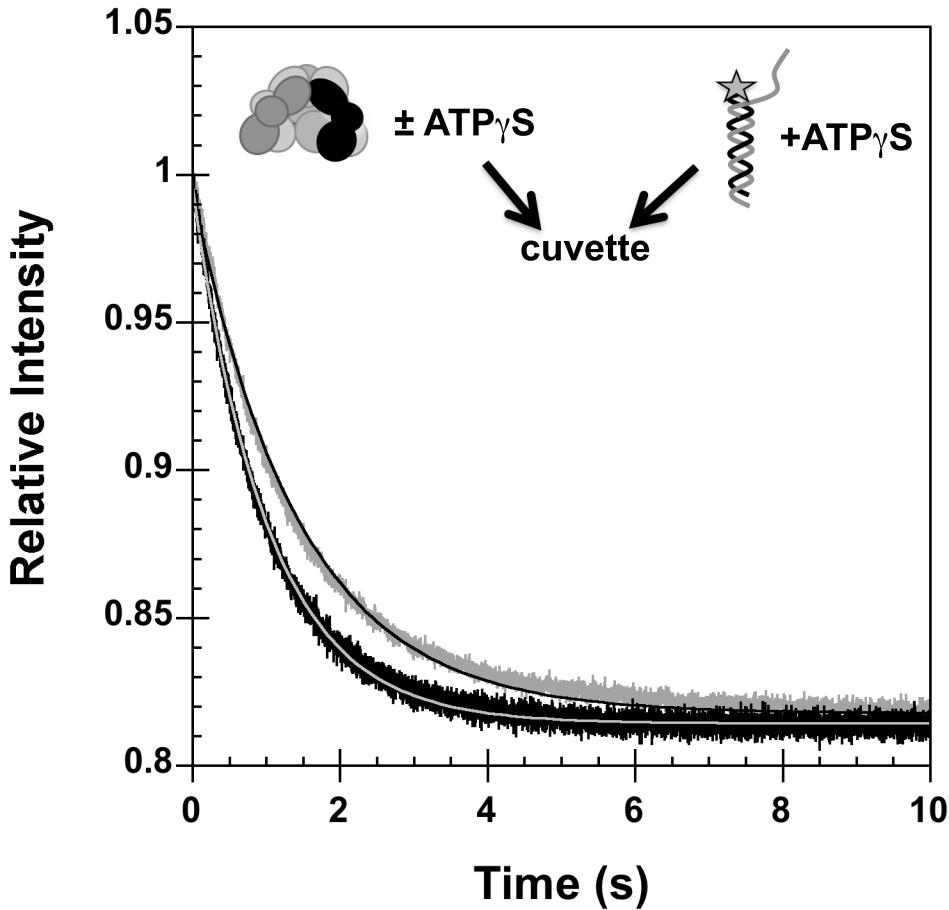 1.05
± ATPγS
+ATPγS
1
cuvette
Relative Intensity
0.95
0.9
0.85
0.8
0 2 4 6 8 10
Time (s)